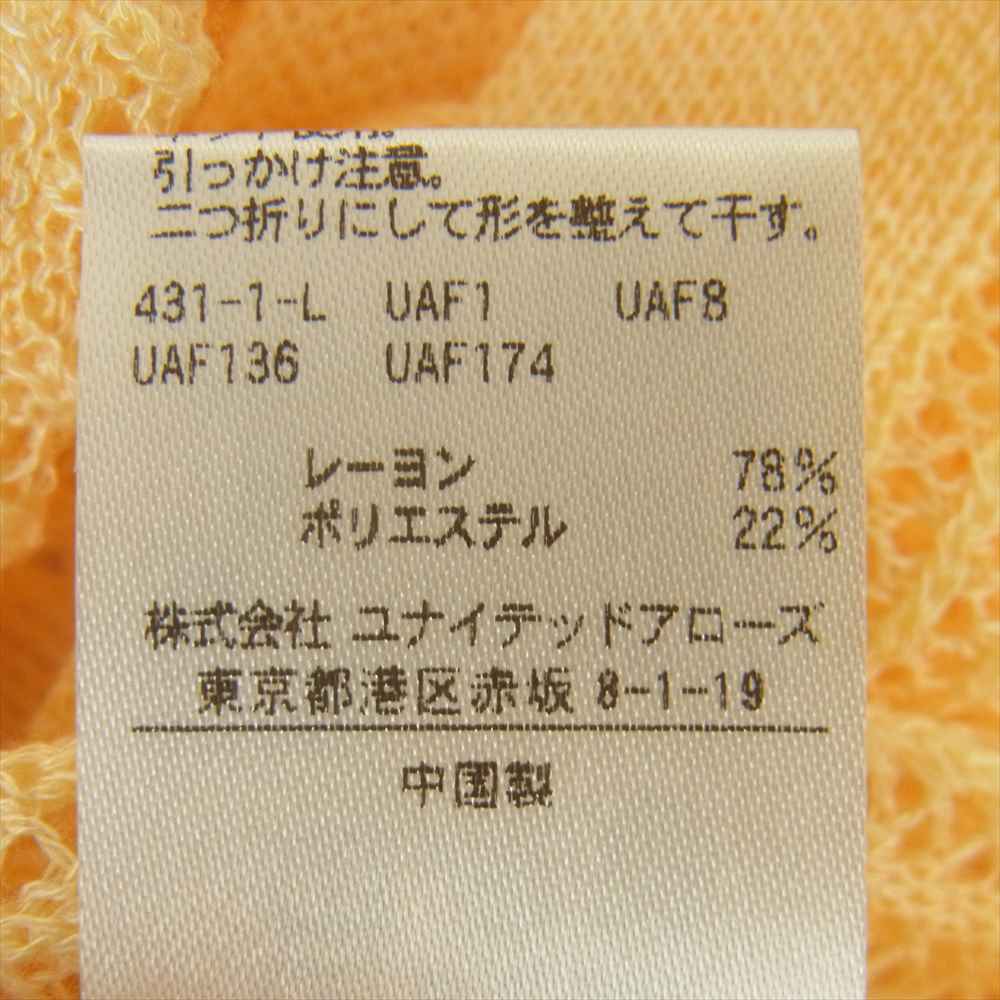 引っかけ注意。
二つ折りにして形を整えて干す。
431-1-L UAF1 UAF8
UAF136 UAF174
レーヨン 78%
ポリエステル 22%
株式会社 ユナイテッドアローズ
東京都港区赤坂 8-1-19
中国製